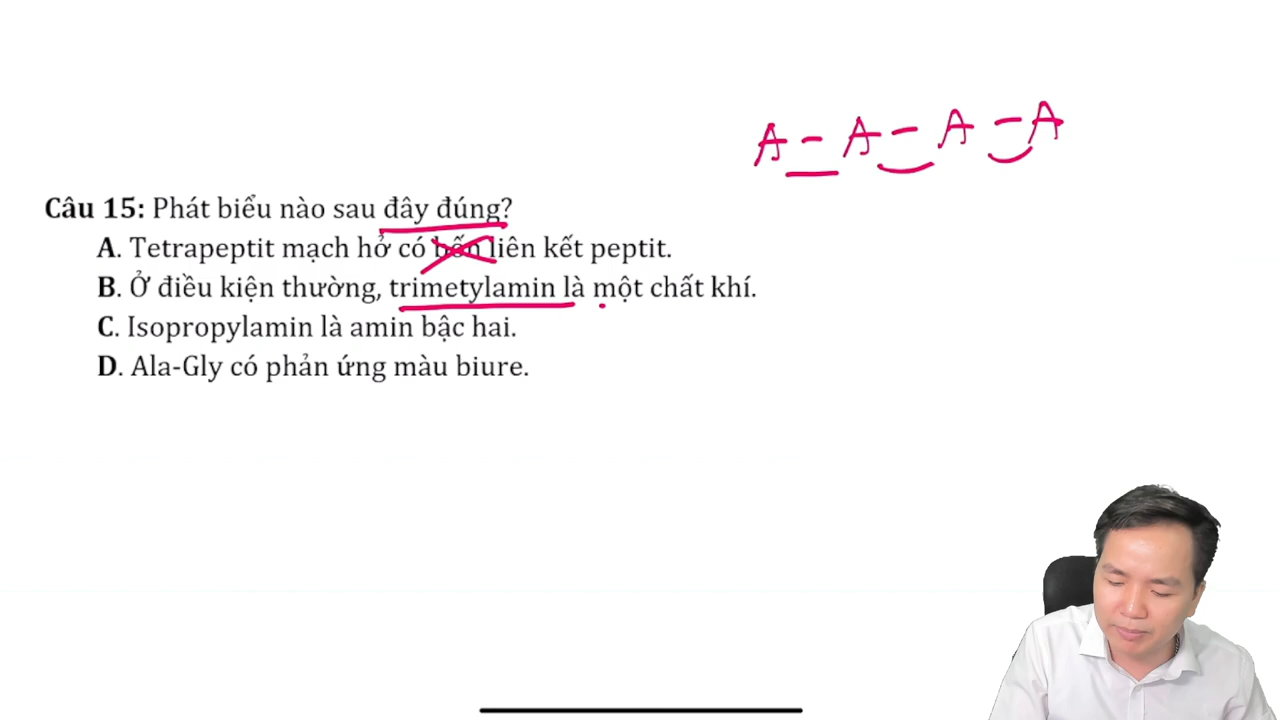 A - A - A - A
Câu 15: Phát biểu nào sau đây đúng?
A. Tetrapeptit mạch hở có bốn liên kết peptit.
B. Ở điều kiện thường, trimetylamin là một chất khí.
C. Isopropylamin là amin bậc hai.
D. Ala-Gly có phản ứng màu biure.